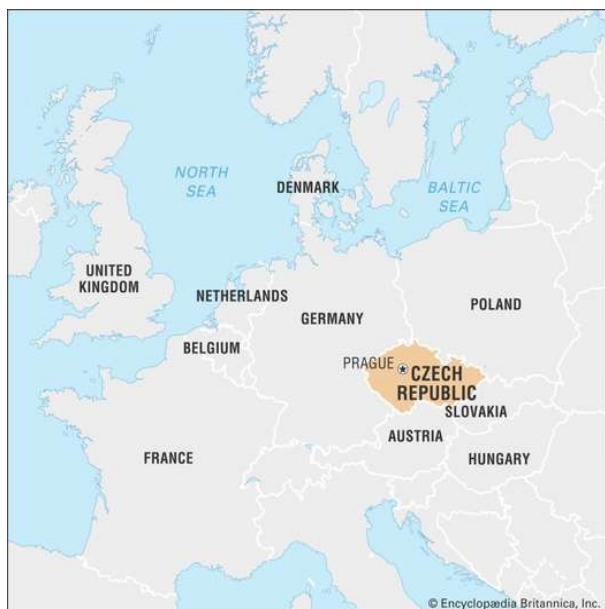 NORTH
SEA
DENMARK
BALTIC
SEA
UNITED
KINGDOM
NETHERLANDS
GERMANY
POLAND
BELGIUM
PRAGUE
CZECH
REPUBLIC
SLOVAKIA
AUSTRIA
FRANCE
HUNGARY
© Encyclopædia Britannica, Inc.